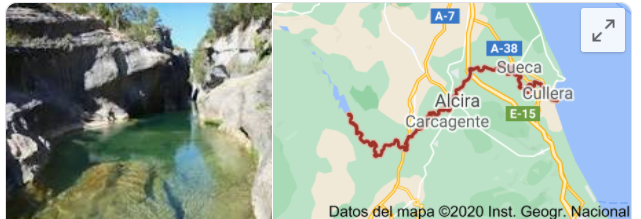 A-7
A-38
Sueca
Cullera
Alcira
E-15
Carcagente
Datos del mapa ©2020 Inst. Geogr. Nacional